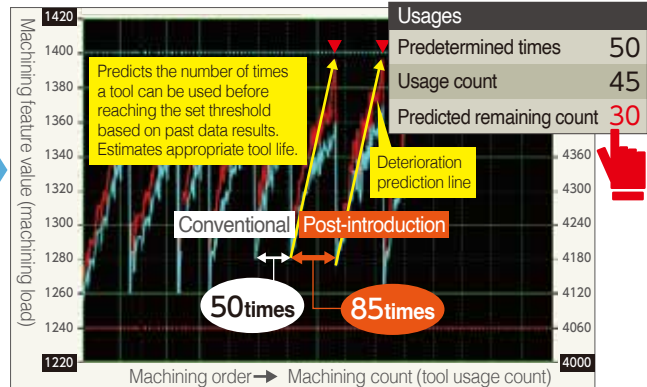 1420
1400
1380
1360
1340
1320
1300
1280
1260
1240
1220
Machining feature value (machining load)
Predicts the number of times
a tool can be used before
reaching the set threshold
based on past data results.
Estimates appropriate tool life.
Usages
Predetermined times 50
Usage count 45
Predicted remaining count 30
Deterioration
prediction line
Conventional
Post-introduction
50times
85times
4360
4300
4240
4180
4120
4060
4000
Machining order→ Machining count (tool usage count)